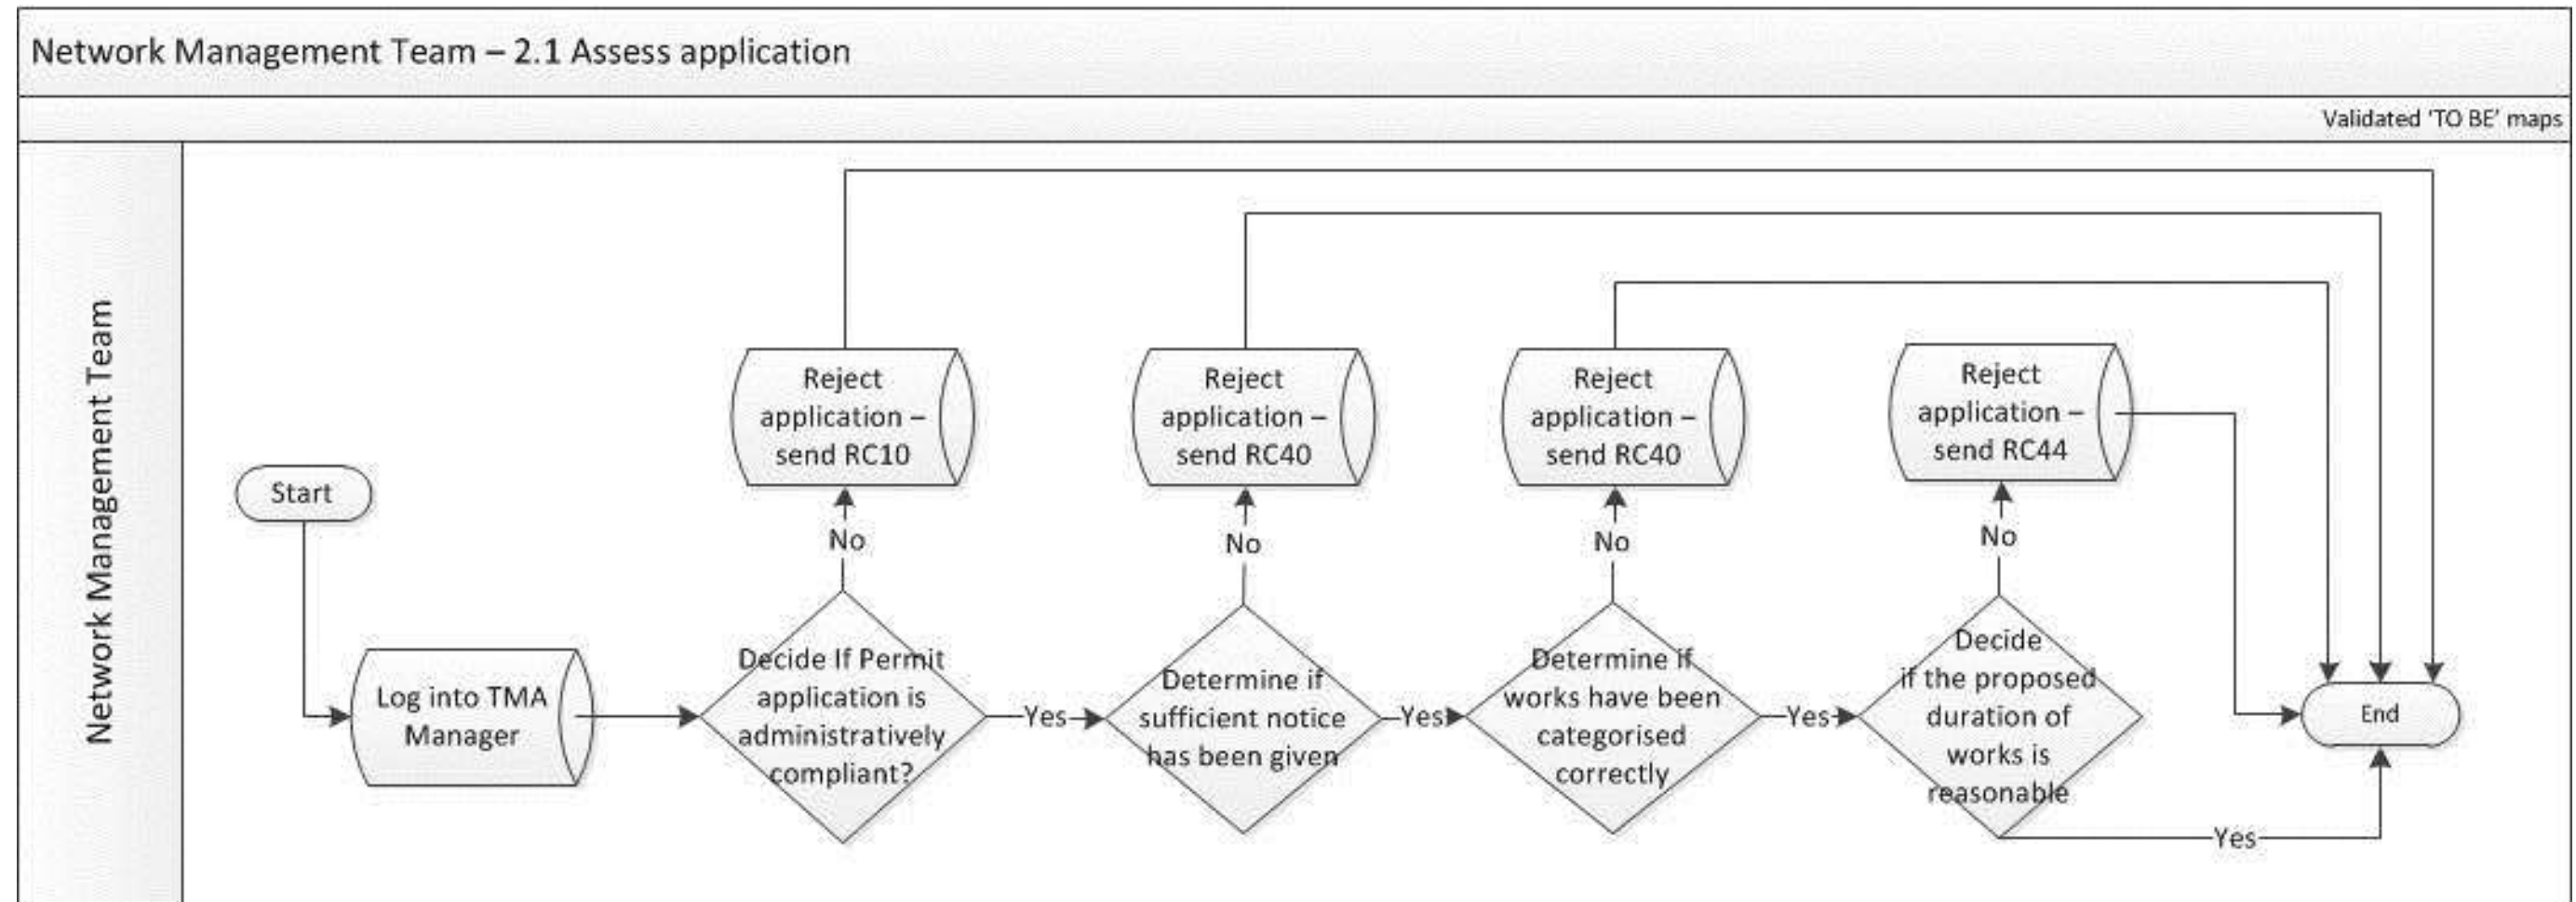 Network Management Team – 2.1 Assess application
Validated ‘TO BE’ maps
Network Management Team
Start
Log into TMA
Manager
Decide If Permit
application is
administratively
compliant?
No
Reject
application –
send RC10
Yes
Determine if
sufficient notice
has been given
No
Reject
application –
send RC40
Yes
Determine if
works have been
categorised
correctly
No
Reject
application –
send RC40
Yes
Decide
if the proposed
duration of
works is
reasonable
No
Reject
application –
send RC44
Yes
End